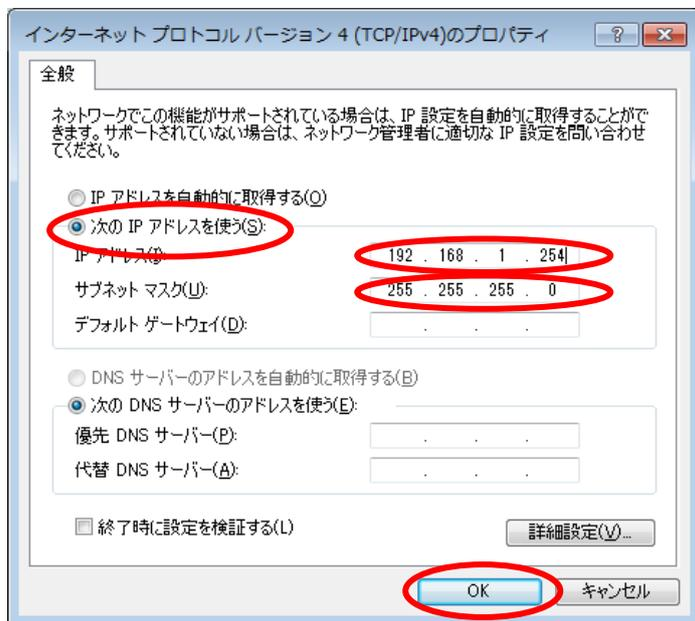 インターネット プロトコル バージョン 4 (TCP/IPv4)のプロパティ
全般
ネットワークでこの機能がサポートされている場合は、IP 設定を自動的に取得することがで
きます。サポートされていない場合は、ネットワーク管理者に適切な IP 設定を問い合わせ
てください。
IP アドレスを自動的に取得する(O)
次の IP アドレスを使う(S):
IP アドレス(I): 192 . 168 . 1 . 254
サブネット マスク(U): 255 . 255 . 255 . 0
デフォルト ゲートウェイ(D): . . .
DNS サーバーのアドレスを自動的に取得する(B)
次の DNS サーバーのアドレスを使う(E):
優先 DNS サーバー(P): . . .
代替 DNS サーバー(A): . . .
終了時に設定を検証する(L)
詳細設定(V)...
OK キャンセル